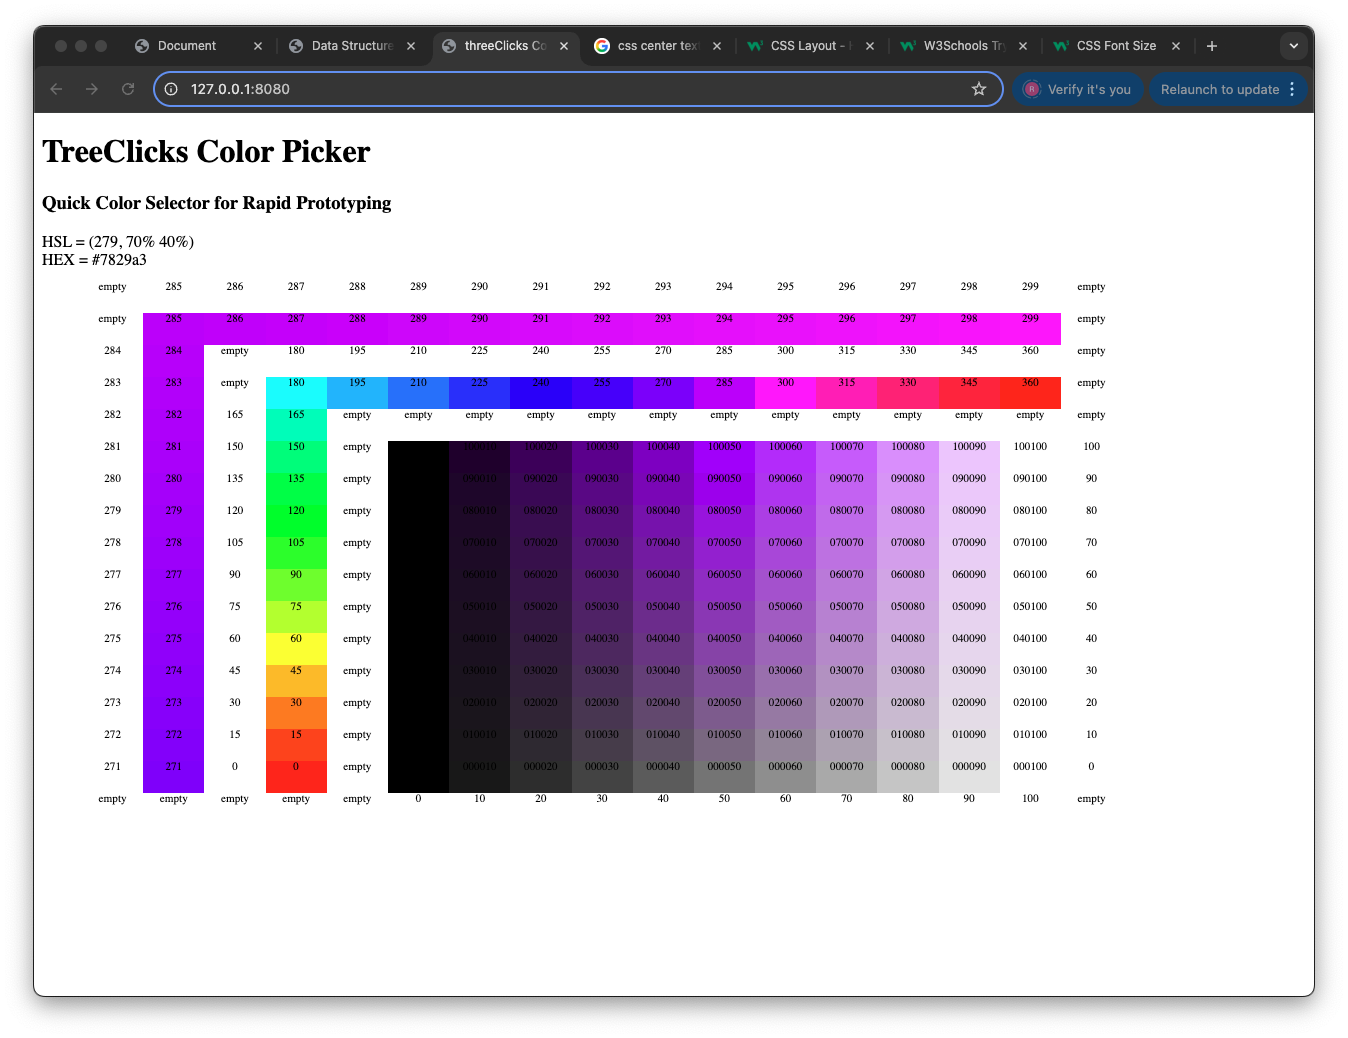 Document
Data Structure
threeClicks Co
css center tex
CSS Layout -
W3Schools Tr
CSS Font Size
127.0.0.1:8080
Verify it's you
Relaunch to update
TreeClicks Color Picker
Quick Color Selector for Rapid Prototyping
HSL = (279, 70% 40%)
HEX = #7829a3
empty 285 286 287 288 289 290 291 292 293 294 295 296 297 298 299 empty
empty 285 286 287 288 289 290 291 292 293 294 295 296 297 298 299 empty
284 284 empty 180 195 210 225 240 255 270 285 300 315 330 345 360 empty
283 283 empty 180 195 210 225 240 255 270 285 300 315 330 345 360 empty
282 282 165 165 empty empty empty empty empty empty empty empty empty empty empty empty empty
281 281 150 150 empty 100010 100020 100030 100040 100050 100060 100070 100080 100090 100100 100
280 280 135 135 empty 090010 090020 090030 090040 090050 090060 090070 090080 090090 090100 90
279 279 120 120 empty 080010 080020 080030 080040 080050 080060 080070 080080 080090 080100 80
278 278 105 105 empty 070010 070020 070030 070040 070050 070060 070070 070080 070090 070100 70
277 277 90 90 empty 060010 060020 060030 060040 060050 060060 060070 060080 060090 060100 60
276 276 75 75 empty 050010 050020 050030 050040 050050 050060 050070 050080 050090 050100 50
275 275 60 60 empty 040010 040020 040030 040040 040050 040060 040070 040080 040090 040100 40
274 274 45 45 empty 030010 030020 030030 030040 030050 030060 030070 030080 030090 030100 30
273 273 30 30 empty 020010 020020 020030 020040 020050 020060 020070 020080 020090 020100 20
272 272 15 15 empty 010010 010020 010030 010040 010050 010060 010070 010080 010090 010100 10
271 271 0 0 empty 000010 000020 000030 000040 000050 000060 000070 000080 000090 000100 0
empty empty empty empty empty 0 10 20 30 40 50 60 70 80 90 100 empty